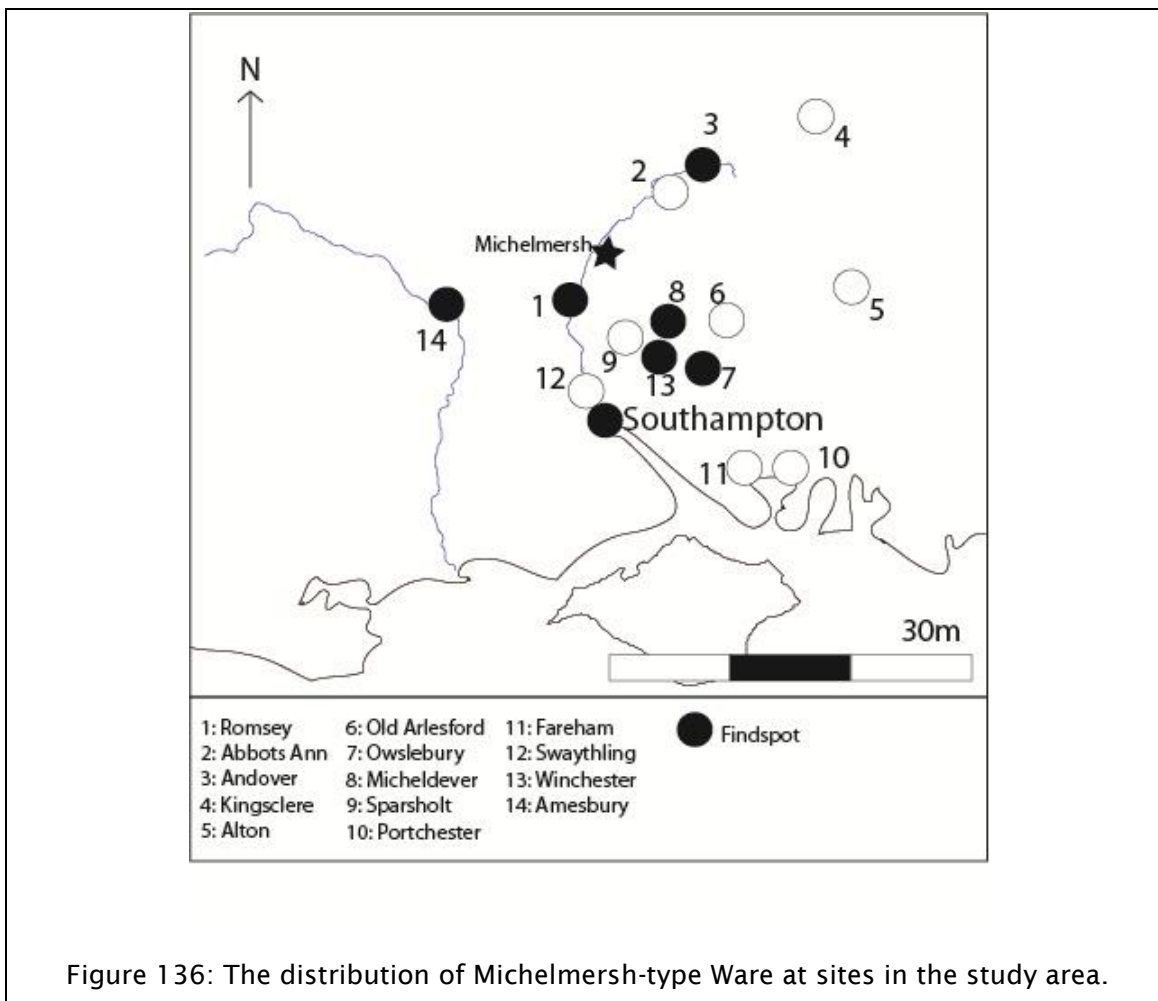 N
3
4
2
Michelmersh
1
8
6
5
14
9
13
7
12
Southampton
11
10
30m
1: Romsey
2: Abbots Ann
3: Andover
4: Kingsclere
5: Alton
6: Old Arlesford
7: Owslebury
8: Micheldever
9: Sparsholt
10: Portchester
11: Fareham
12: Swaythling
13: Winchester
14: Amesbury
Findspot
Figure 136: The distribution of Michelmersh-type Ware at sites in the study area.